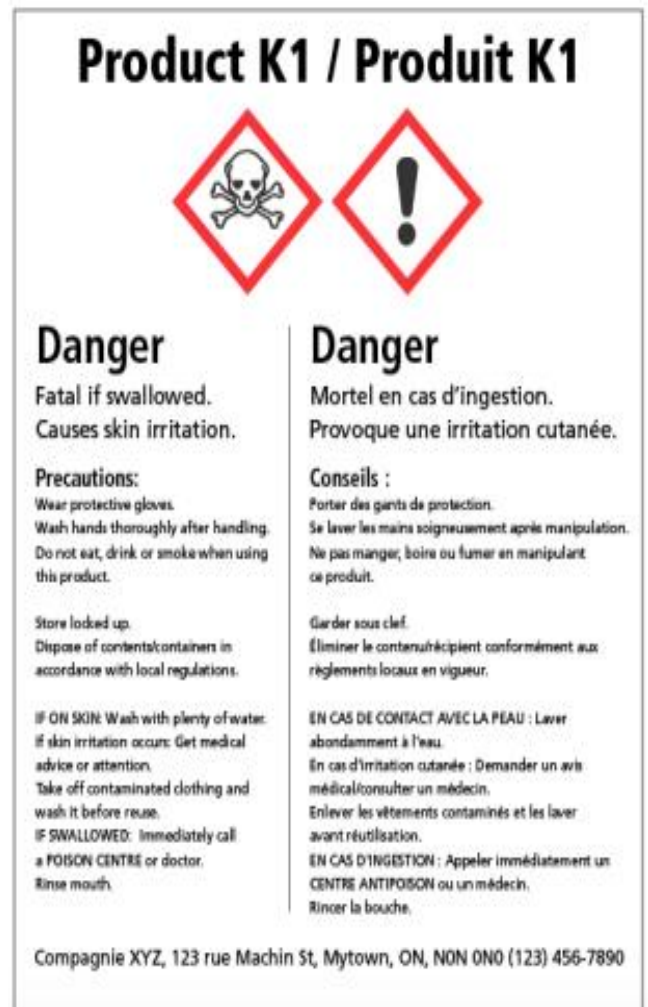 Product K1 / Produit K1
Danger
Fatal if swallowed.
Causes skin irritation.
Precautions:
Wear protective gloves.
Wash hands thoroughly after handling.
Do not eat, drink or smoke when using
this product.
Store locked up.
Dispose of contents/containers in
accordance with local regulations.
IF ON SKIN: Wash with plenty of water.
If skin irritation occurs: Get medical
advice or attention.
Take off contaminated clothing and
wash it before reuse.
IF SWALLOWED: Immediately call
a POISON CENTRE or doctor.
Rinse mouth.
Danger
Mortel en cas d'ingestion.
Provoque une irritation cutanée.
Conseils :
Porter des gants de protection.
Se laver les mains soigneusement après manipulation.
Ne pas manger, boire ou fumer en manipulant
ce produit.
Garder sous clef.
Éliminer le contenu/récipient conformément aux
règlements locaux en vigueur.
EN CAS DE CONTACT AVEC LA PEAU : Laver
abondamment à l'eau.
En cas d'irritation cutanée : Demander un avis
médical/consulter un médecin.
Enlever les vêtements contaminés et les laver
avant réutilisation.
EN CAS D'INGESTION : Appeler immédiatement un
CENTRE ANTIPOISON ou un médecin.
Rincer la bouche.
Compagnie XYZ, 123 rue Machin St, Mytown, ON, N0N 0N0 (123) 456-7890